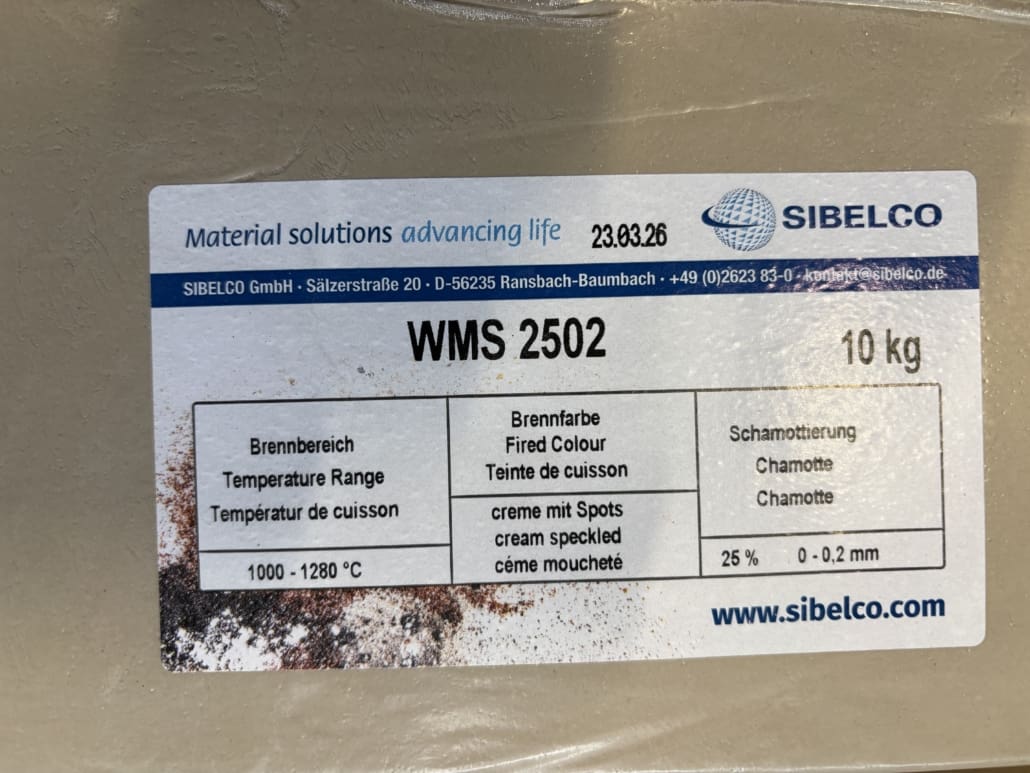 Material solutions advancing life 23.03.26 SIBELCO
SIBELCO GmbH · Sälzerstraße 20 · D-56235 Ransbach-Baumbach · +49 (0)2623 83-0 - kontakt@sibelco.de
WMS 2502 10 kg
Brennbereich
Temperature Range
Températur de cuisson
1000 - 1280 °C
Brennfarbe
Fired Colour
Teinte de cuisson
creme mit Spots
cream speckled
céme moucheté
Schamottierung
Chamotte
Chamotte
25 % 0 - 0,2 mm
www.sibelco.com